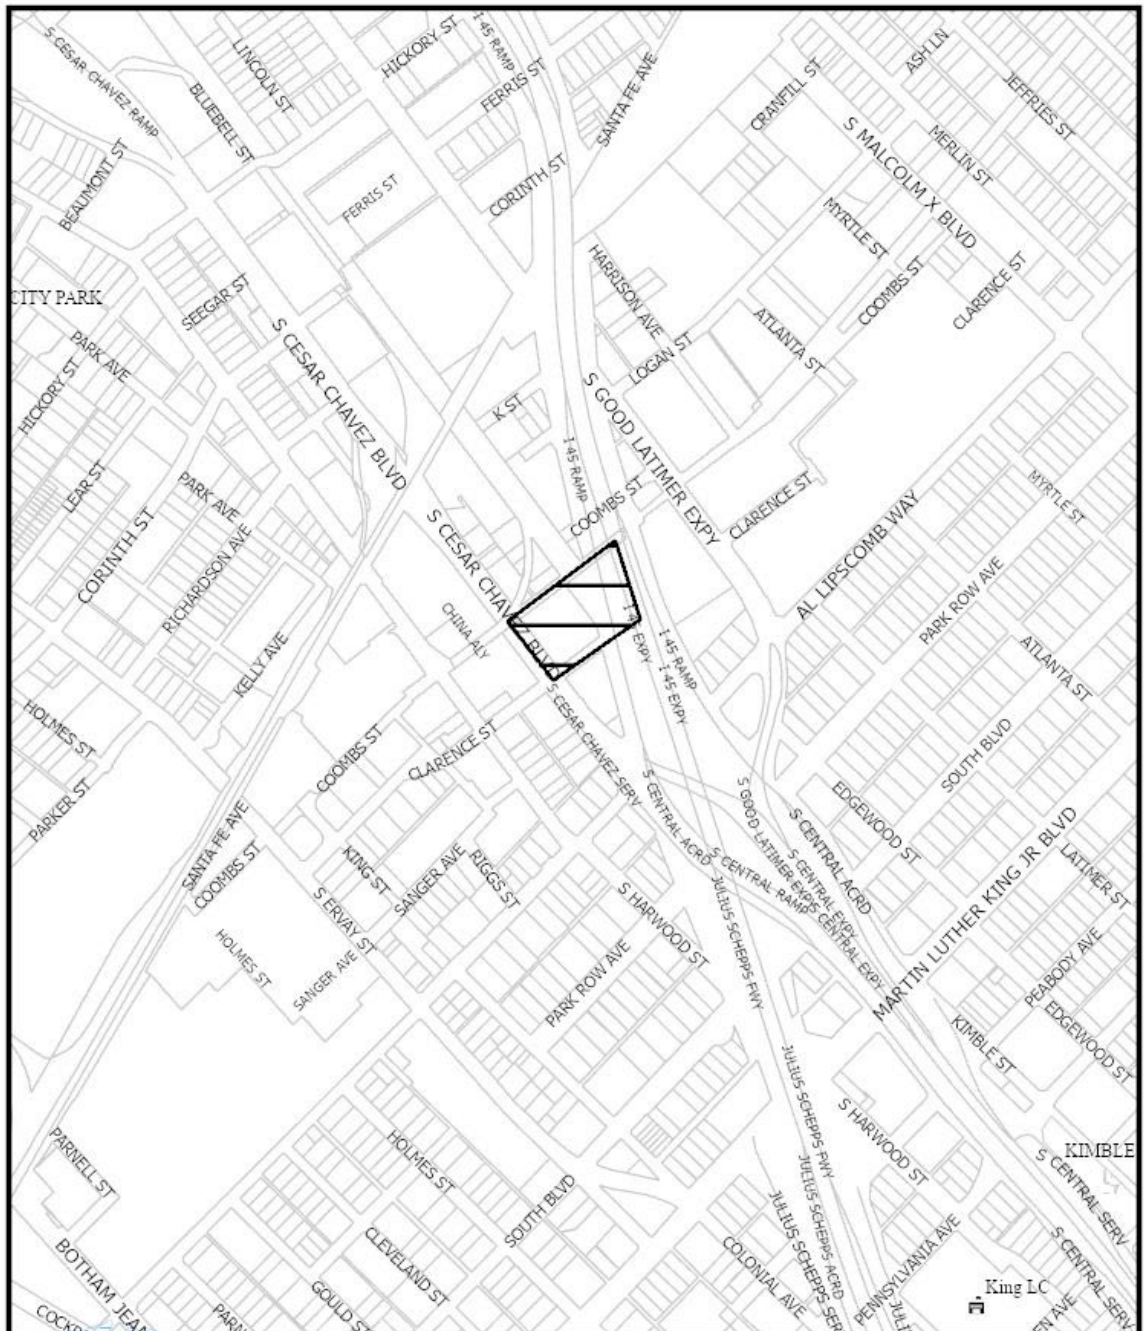 S CESAR CHAVEZ RAMP
LINCOLN ST
HICKORY ST
I 45 RAMP
FERRIS ST
SANTA FE AVE
CRANFILL ST
ASH LN
JEFFRIES ST
BLUEBELL ST
BEAUMONT ST
FERRIS ST
CORINTH ST
S MALCOLM X BLVD
MERLIN ST
MYRTLE ST
COOMBS ST
CLARENCE ST
CITY PARK
SEEGAR ST
HARRISON AVE
ATLANTA ST
LOGAN ST
PARK AVE
HICKORY ST
S CESAR CHAVEZ BLVD
K ST
S GOOD LATIMER EXPY
I 45 RAMP
LEAR ST
PARK AVE
CORINTH ST
RICHARDSON AVE
COOMBS ST
CLARENCE ST
MYRTLE ST
AL LIPSCOMB WAY
PARK ROW AVE
S CESAR CHAVEZ BLVD
CHINA ALY
I 45 EXPY
I 45 RAMP
I 45 EXPY
KELLY AVE
ATLANTA ST
HOLMES ST
PARKER ST
COOMBS ST
CLARENCE ST
S CESAR CHAVEZ SERV
S CENTRAL ACRD
SOUTH BLVD
EDGEWOOD ST
S GOOD LATIMER EXPY
S CENTRAL ACRD
S CENTRAL EXPY
S CENTRAL RAMP
S CENTRAL EXPY
SANTA FE AVE
COOMBS ST
KING ST
SANGER AVE
RIGGS ST
S ERVAY ST
S HARWOOD ST
JULIUS SCHEPPS FWY
MARTIN LUTHER KING JR BLVD
LATIMER ST
PEABODY AVE
EDGEWOOD ST
HOLMES ST
SANGER AVE
PARK ROW AVE
KIMBLE ST
JULIUS SCHEPPS FWY
S HARWOOD ST
KIMBLE
PARNELL ST
HOLMES ST
SOUTH BLVD
JULIUS SCHEPPS ACRD
JULIUS SCHEPPS SER
S CENTRAL SERV
S CENTRAL SERV
BOTHAM JEAN
CLEVELAND ST
GOULD ST
COLONIAL AVE
PENNSYLVANIA AVE
King LC